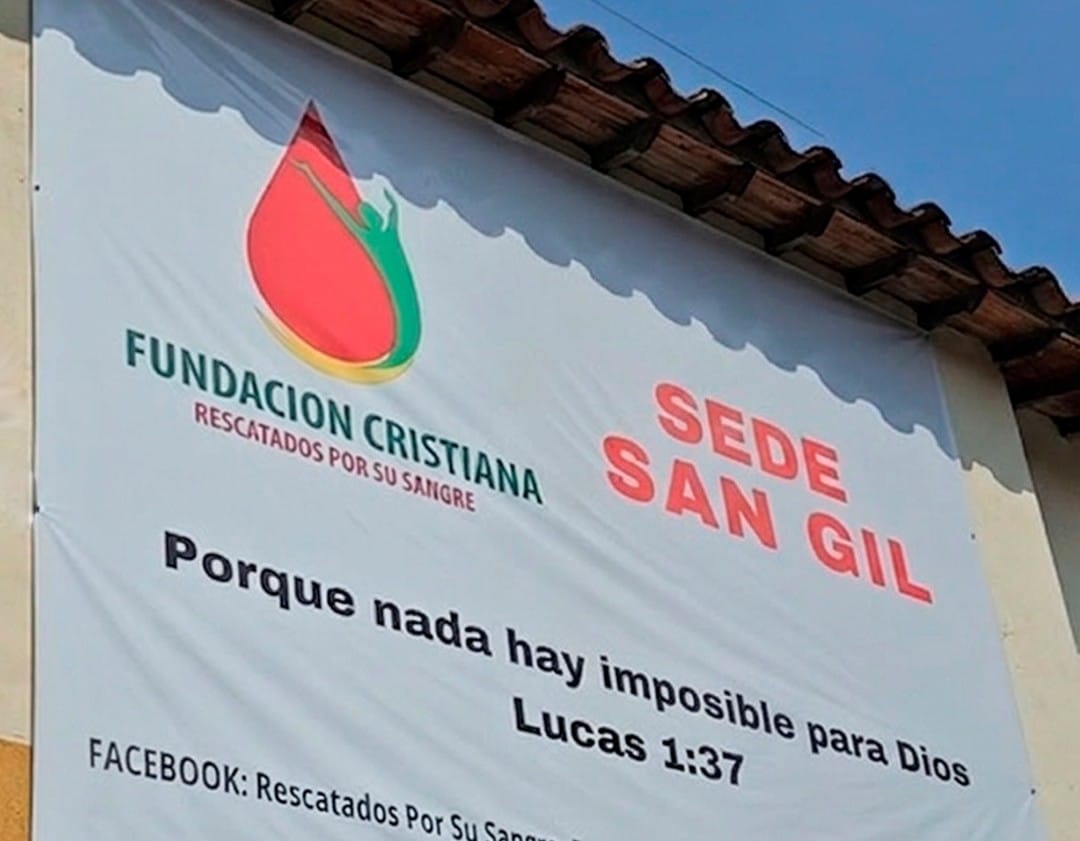 FUNDACION CRISTIANA
RESCATADOS POR SU SANGRE
SEDE
SAN GIL
Porque nada hay imposible para Dios
Lucas 1:37
FACEBOOK: Rescatados Por Su Sangre